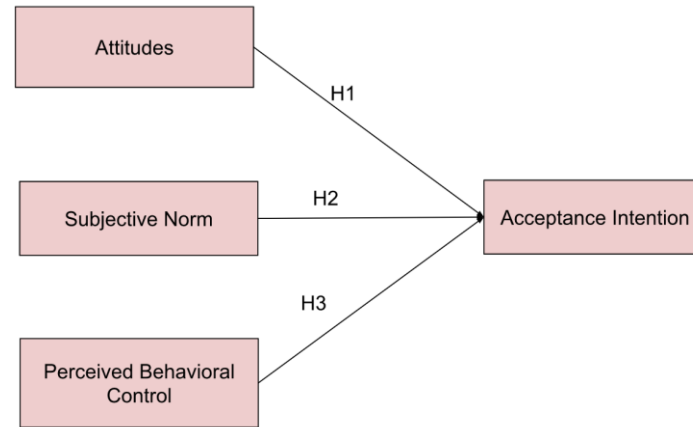 Attitudes
H1
Subjective Norm
H2
Acceptance Intention
H3
Perceived Behavioral
Control